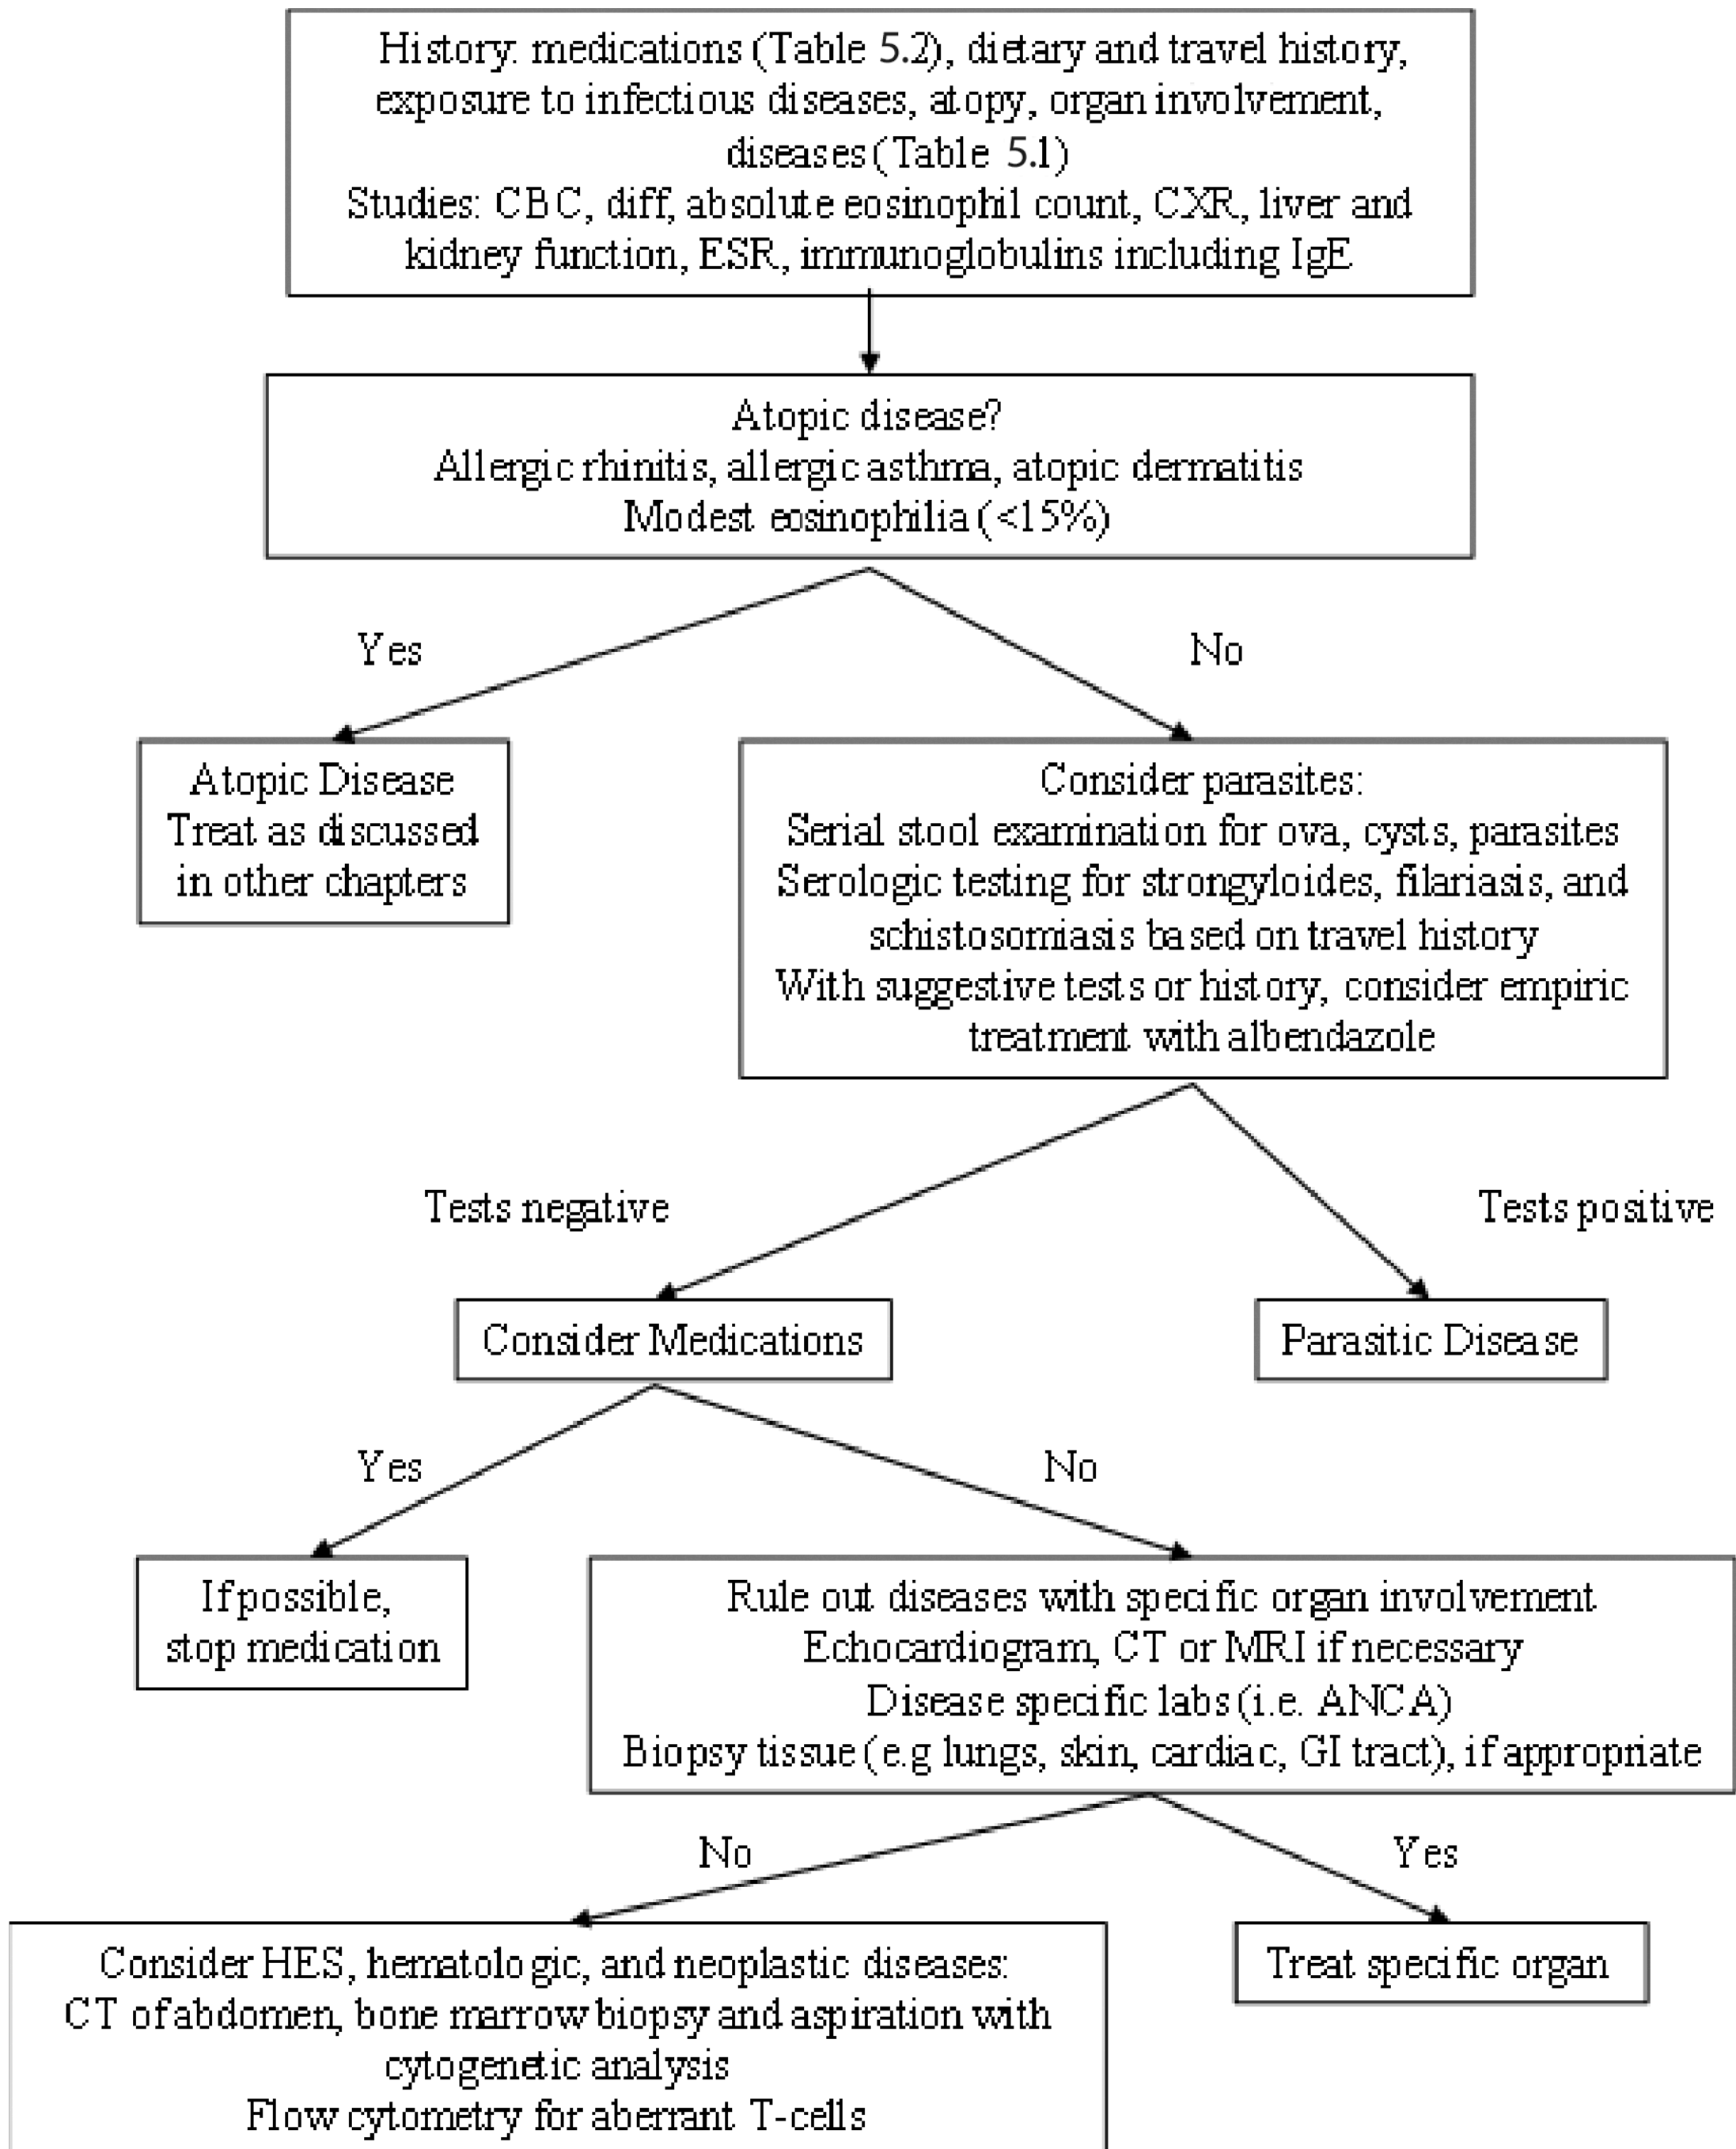 History: medications (Table 5.2), dietary and travel history,
exposure to infectious diseases, atopy, organ involvement,
diseases (Table 5.1)
Studies: CBC, diff, absolute eosinophil count, CXR, liver and
kidney function, ESR, immunoglobulins including IgE
Atopic disease?
Allergic rhinitis, allergic asthma, atopic dermatitis
Modest eosinophilia (<15%)
Yes
No
Atopic Disease
Treat as discussed
in other chapters
Consider parasites:
Serial stool examination for ova, cysts, parasites
Serologic testing for strongyloides, filariasis, and
schistosomiasis based on travel history
With suggestive tests or history, consider empiric
treatment with albendazole
Tests negative
Tests positive
Consider Medications
Parasitic Disease
Yes
No
If possible,
stop medication
Rule out diseases with specific organ involvement
Echocardiogram, CT or MRI if necessary
Disease specific labs (i.e. ANCA)
Biopsy tissue (e.g lungs, skin, cardiac, GI tract), if appropriate
No
Yes
Consider HES, hematologic, and neoplastic diseases:
CT of abdomen, bone marrow biopsy and aspiration with
cytogenetic analysis
Flow cytometry for aberrant T-cells
Treat specific organ